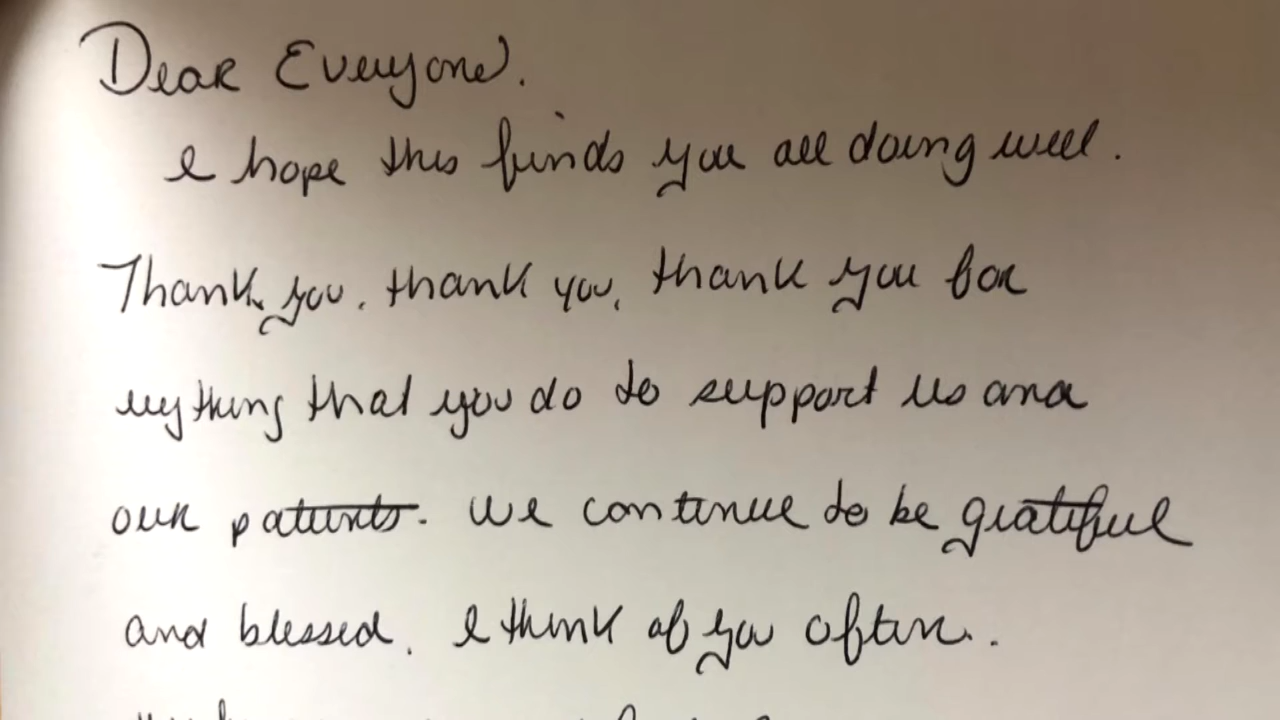 Dear Everyone.
I hope this finds you all doing well.
Thank you, thank you, thank you for
everything that you do to support us and
our patients. We continue to be grateful
and blessed. I think of you often.